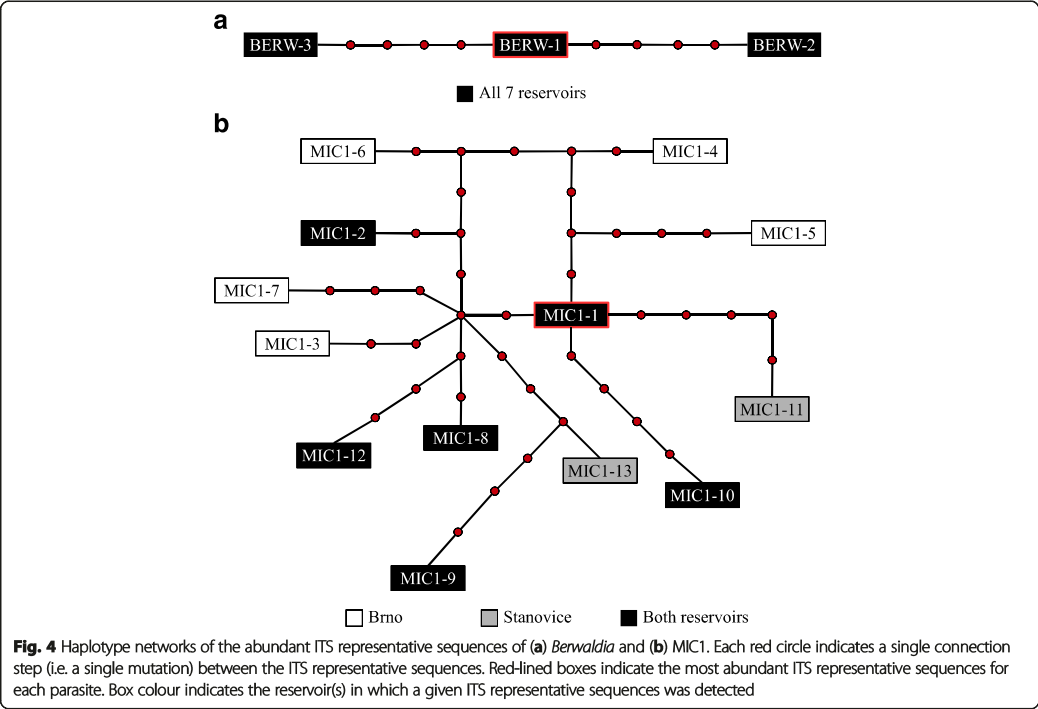 a
BERW-3 BERW-1 BERW-2
All 7 reservoirs
b
MIC1-6 MIC1-4
MIC1-2 MIC1-5
MIC1-7
MIC1-1
MIC1-3
MIC1-11
MIC1-8
MIC1-12
MIC1-13
MIC1-10
MIC1-9
Brno Stanovice Both reservoirs
Fig. 4 Haplotype networks of the abundant ITS representative sequences of (a) Berwaldia and (b) MIC1. Each red circle indicates a single connection
step (i.e. a single mutation) between the ITS representative sequences. Red-lined boxes indicate the most abundant ITS representative sequences for
each parasite. Box colour indicates the reservoir(s) in which a given ITS representative sequences was detected